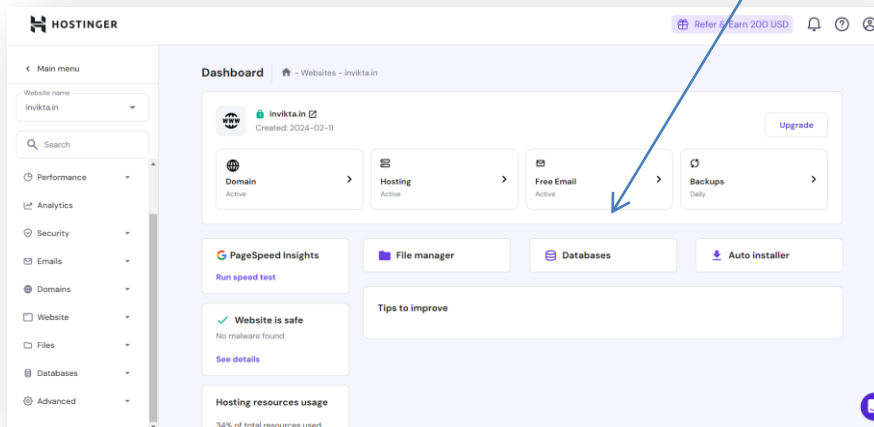 HOSTINGER
Refer & Earn 200 USD
Main menu
Website name
invikta.in
Search
Performance
Analytics
Security
Emails
Domains
Website
Files
Databases
Advanced
Dashboard
- Websites - invikta.in
www
invikta.in
Created: 2024-02-11
Upgrade
Domain
Active
Hosting
Active
Free Email
Active
Backups
Daily
PageSpeed Insights
Run speed test
File manager
Databases
Auto installer
Website is safe
No malware found
See details
Tips to improve
Hosting resources usage
34% of total resources used